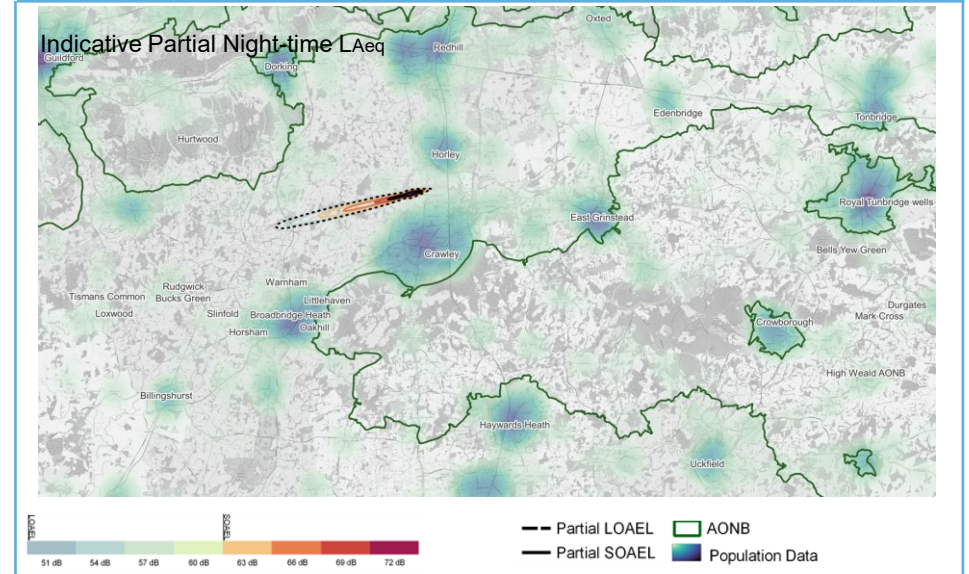 Oxted
Indicative Partial Night-time LAeq
Redhill
Guildford
Dorking
Edenbridge
Tonbridge
Hurtwood
Horley
Royal Tunbridge wells
East Grinstead
Bells Yew Green
Crawley
Warnham
Rudgwick
Tismans Common
Bucks Green
Littlehaven
Durgates
Loxwood
Slinfold
Broadbridge Heath
Mark Cross
Crowborough
Horsham
Oakhill
High Weald AONB
Billingshurst
Haywards Heath
Uckfield
LOAEL
SOAEL
51 dB 54 dB 57 dB 60 dB 63 dB 66 dB 69 dB 72 dB
Partial LOAEL
AONB
Partial SOAEL
Population Data